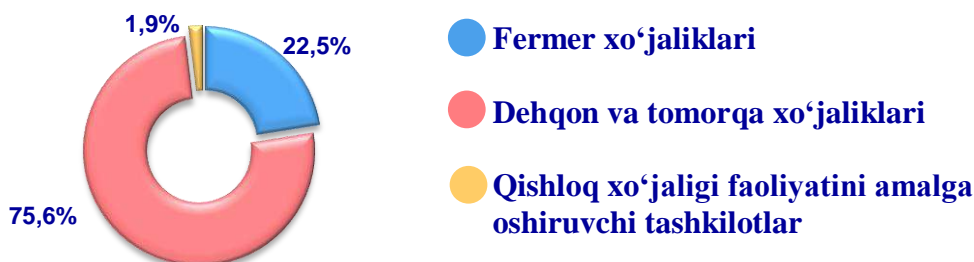 1,9%
22,5%
75,6%
Fermer xo‘jaliklari
Dehqon va tomorqa xo‘jaliklari
Qishloq xo‘jaligi faoliyatini amalga
oshiruvchi tashkilotlar